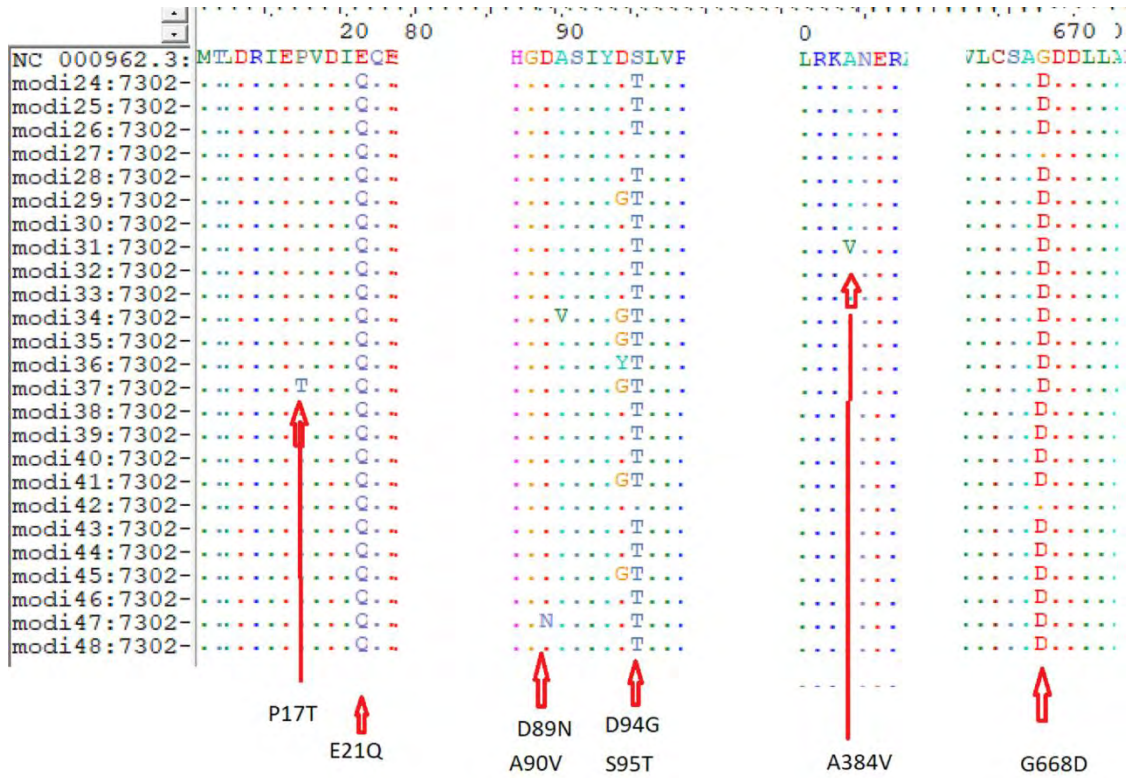 20 80 90 0 670 0
NC 000962.3: MTLDRIEPVDIEQE HGDASIYDSLVR LRKANERA VLCSAGDDLLA
modi24:7302- ...........Q.. ........T... ........ .....D.....
modi25:7302- ...........Q.. ........T... ........ .....D.....
modi26:7302- ...........Q.. ........T... ........ .....D.....
modi27:7302- ...........Q.. ............ ........ ...........
modi28:7302- ...........Q.. ........T... ........ .....D.....
modi29:7302- ...........Q.. .......GT... ........ .....D.....
modi30:7302- ...........Q.. ........T... ........ .....D.....
modi31:7302- ...........Q.. ........T... ...V.... .....D.....
modi32:7302- ...........Q.. ........T... ........ .....D.....
modi33:7302- ...........Q.. ........T... ........ .....D.....
modi34:7302- ...........Q.. ...V...GT... ........ .....D.....
modi35:7302- ...........Q.. .......GT... ........ .....D.....
modi36:7302- ...........Q.. .......YT... ........ .....D.....
modi37:7302- .......T...Q.. .......GT... ........ .....D.....
modi38:7302- ...........Q.. ........T... ........ .....D.....
modi39:7302- ...........Q.. ........T... ........ .....D.....
modi40:7302- ...........Q.. ........T... ........ .....D.....
modi41:7302- ...........Q.. .......GT... ........ .....D.....
modi42:7302- ...........Q.. ............ ........ ...........
modi43:7302- ...........Q.. ........T... ........ .....D.....
modi44:7302- ...........Q.. ........T... ........ .....D.....
modi45:7302- ...........Q.. .......GT... ........ .....D.....
modi46:7302- ...........Q.. ........T... ........ .....D.....
modi47:7302- ...........Q.. ..N.....T... ........ .....D.....
modi48:7302- ...........Q.. ........T... ........ .....D.....
P17T D89N D94G
E21Q A90V S95T A384V G668D